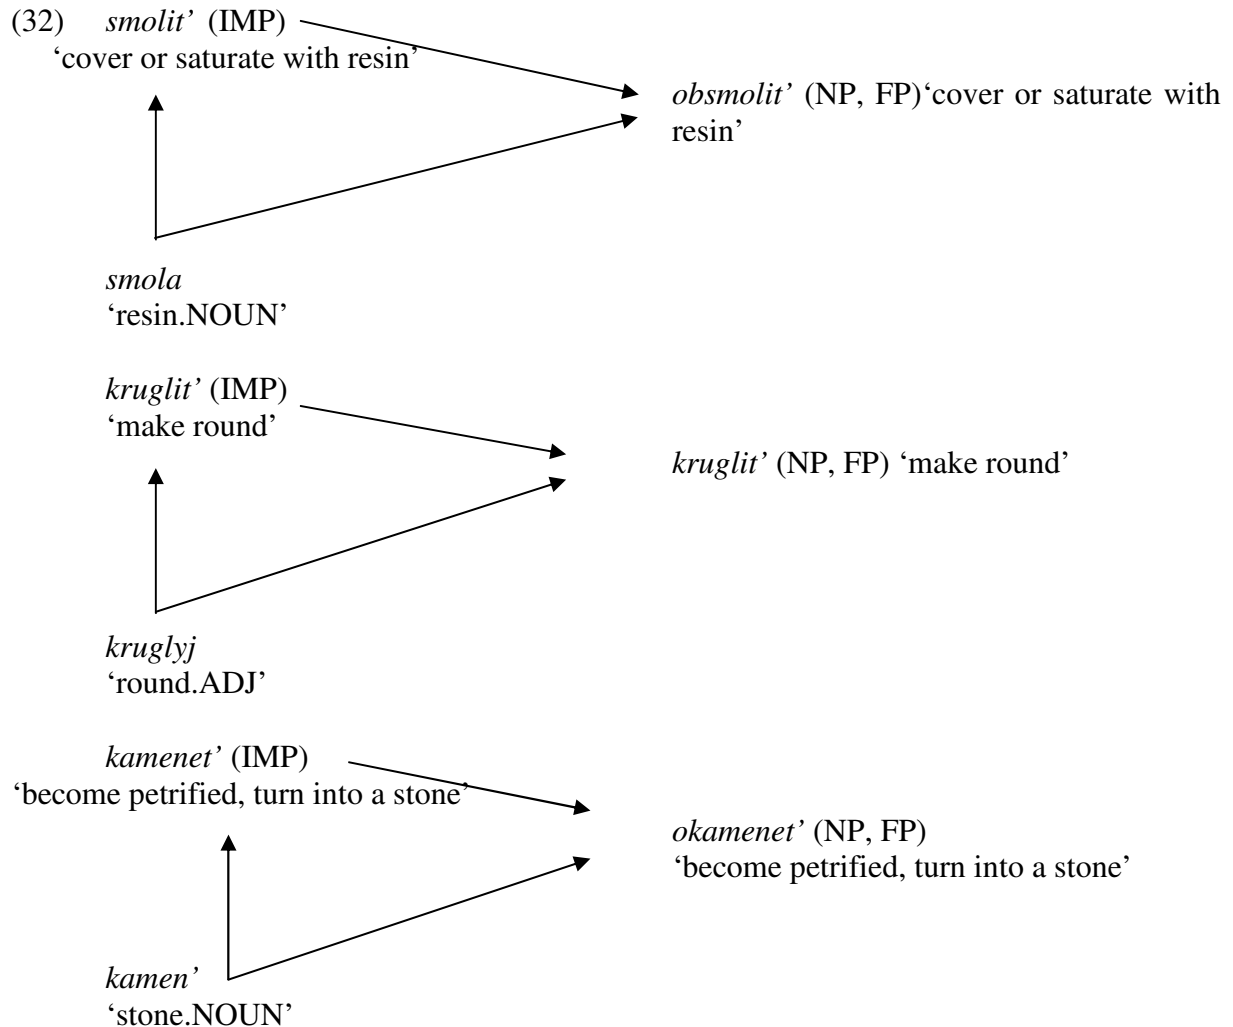 (32) smolit’ (IMP)
‘cover or saturate with resin’
obsmolit’ (NP, FP)‘cover or saturate with
resin’
smola
‘resin.NOUN’
kruglit’ (IMP)
‘make round’
kruglit’ (NP, FP) ‘make round’
kruglyj
‘round.ADJ’
kamenet’ (IMP)
‘become petrified, turn into a stone’
okamenet’ (NP, FP)
‘become petrified, turn into a stone’
kamen’
‘stone.NOUN’